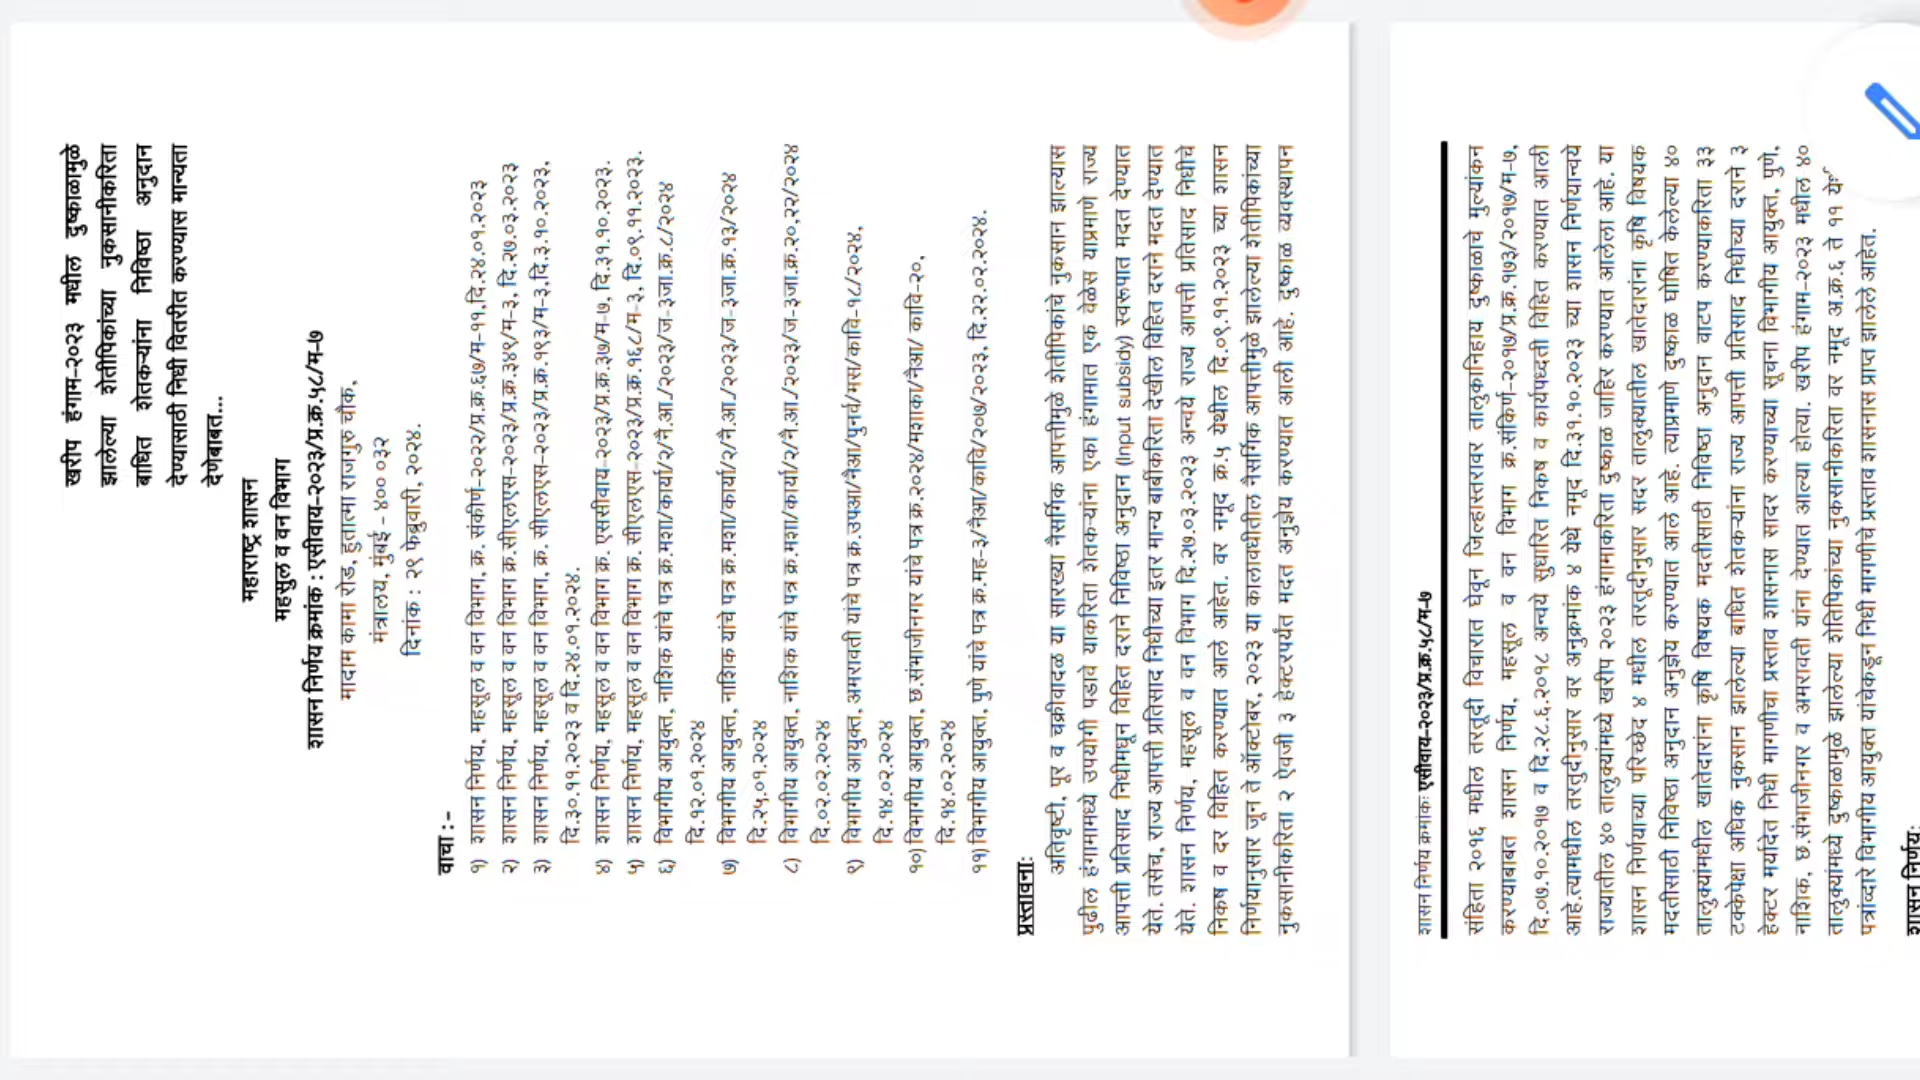 खरीप हंगाम-२०२३ मधील दुष्काळामुळे
झालेल्या शेतीपिकांच्या नुकसानीकरिता
बाधित शेतकऱ्यांना निविष्ठा अनुदान
देण्यासाठी निधी वितरीत करण्यास मान्यता
देणेबाबत...
महाराष्ट्र शासन
महसूल व वन विभाग
शासन निर्णय क्रमांक : एससीवाय-२०२३/प्र.क्र.५८/म-७
मादाम कामा रोड, हुतात्मा राजगुरु चौक,
मंत्रालय, मुंबई - ४०० ०३२
दिनांक : २९ फेब्रुवारी, २०२४.
वाचा :-
१) शासन निर्णय, महसूल व वन विभाग, क्र. संकीर्ण-२०२२/प्र.क्र.६७/म-११,दि.२४.०१.२०२३
२) शासन निर्णय, महसूल व वन विभाग क्र.सीएलएस-२०२३/प्र.क्र.३४९/म-३, दि.२७.०३.२०२३
३) शासन निर्णय, महसूल व वन विभाग, क्र. सीएलएस-२०२३/प्र.क्र.१९३/म-३,दि.३.१०.२०२३,
दि.३०.११.२०२३ व दि.२४.०१.२०२४.
४) शासन निर्णय, महसूल व वन विभाग क्र. एससीवाय-२०२३/प्र.क्र.३७/म-७, दि.३१.१०.२०२३.
५) शासन निर्णय, महसूल व वन विभाग क्र. सीएलएस-२०२३/प्र.क्र.१६८/म-३, दि.०९.११.२०२३.
६) विभागीय आयुक्त, नाशिक यांचे पत्र क्र.मशा/कार्या/२/नै.आ./२०२३/ज-३जा.क्र.८/२०२४
दि.१२.०१.२०२४
७) विभागीय आयुक्त, नाशिक यांचे पत्र क्र.मशा/कार्या/२/नै.आ./२०२३/ज-३जा.क्र.१३/२०२४
दि.२५.०१.२०२४
८) विभागीय आयुक्त, नाशिक यांचे पत्र क्र.मशा/कार्या/२/नै.आ./२०२३/ज-३जा.क्र.२०,२२/२०२४
दि.०२.०२.२०२४
९) विभागीय आयुक्त, अमरावती यांचे पत्र क्र.उफआ/नैआ/पुनर्व/मस/कावि-१८/२०२४,
दि.१४.०२.२०२४
१०) विभागीय आयुक्त, छ.संभाजीनगर यांचे पत्र क्र.२०२४/मशाका/नैआ/ कावि-२०,
दि.१४.०२.२०२४
११) विभागीय आयुक्त, पुणे यांचे पत्र क्र.मह-३/नैआ/कावि/२०७/२०२३, दि.२२.०२.२०२४.
प्रस्तावना:
अतिवृष्टी, पूर व चक्रीवादळ या सारख्या नैसर्गिक आपत्तीमुळे शेतीपिकांचे नुकसान झाल्यास
पुढील हंगामामध्ये उपयोगी पडावे याकरिता शेतकऱ्यांना एका हंगामात एक वेळेस याप्रमाणे राज्य
आपत्ती प्रतिसाद निधीमधून विहित दराने निविष्ठा अनुदान (Input subsidy) स्वरूपात मदत देण्यात
येते. तसेच, राज्य आपत्ती प्रतिसाद निधीच्या इतर मान्य बाबींकरिता देखील विहित दराने मदत देण्यात
येते. शासन निर्णय, महसूल व वन विभाग दि.२७.०३.२०२३ अन्वये राज्य आपत्ती प्रतिसाद निधीचे
निकष व दर विहित करण्यात आले आहेत. वर नमूद क्र.५ येथील दि.०९.११.२०२३ च्या शासन
निर्णयानुसार जून ते ऑक्टोबर, २०२३ या कालावधीतील नैसर्गिक आपत्तीमुळे झालेल्या शेतीपिकांच्या
नुकसानीकरिता २ ऐवजी ३ हेक्टरपर्यंत मदत अनुज्ञेय करण्यात आली आहे. दुष्काळ व्यवस्थापन
शासन निर्णय क्रमांकः एसीवाय-२०२३/प्र.क्र.५८/म-७
संहिता २०१६ मधील तरतुदी विचारात घेवून जिल्हास्तरावर तालुकानिहाय दुष्काळाचे मुल्यांकन
करण्याबाबत शासन निर्णय, महसूल व वन विभाग क्र.संकिर्ण-२०१७/प्र.क्र.१७३/२०१७/म-७,
दि.०७.१०.२०१७ व दि.२८.६.२०१८ अन्वये सुधारित निकष व कार्यपध्दती विहित करण्यात आली
आहे.त्यामधील तरतुदीनुसार वर अनुक्रमांक ४ येथे नमूद दि.३१.१०.२०२३ च्या शासन निर्णयान्वये
राज्यातील ४० तालुक्यांमध्ये खरीप २०२३ हंगामाकरिता दुष्काळ जाहिर करण्यात आलेला आहे. या
शासन निर्णयाच्या परिच्छेद ४ मधील तरतूदीनुसार सदर तालुक्यातील खातेदारांना कृषि विषयक
मदतीसाठी निविष्ठा अनुदान अनुज्ञेय करण्यात आले आहे. त्याप्रमाणे दुष्काळ घोषित केलेल्या ४०
तालुक्यांमधील खातेदारांना कृषि विषयक मदतीसाठी निविष्ठा अनुदान वाटप करण्याकरिता ३३
टक्केपेक्षा अधिक नुकसान झालेल्या बाधित शेतकऱ्यांना राज्य आपत्ती प्रतिसाद निधीच्या दराने ३
हेक्टर मर्यादेत निधी मागणीचा प्रस्ताव शासनास सादर करण्याच्या सूचना विभागीय आयुक्त, पुणे,
नाशिक, छ.संभाजीनगर व अमरावती यांना देण्यात आल्या होत्या. खरीप हंगाम-२०२३ मधील ४०
तालुक्यांमध्ये दुष्काळामुळे झालेल्या शेतिपिकांच्या नुकसानीकरिता वर नमूद अ.क्र.६ ते ११
पत्रांव्दारे विभागीय आयुक्त यांचेकडून निधी मागणीचे प्रस्ताव शासनास प्राप्त झालेले आहेत.
शासन निर्णय: